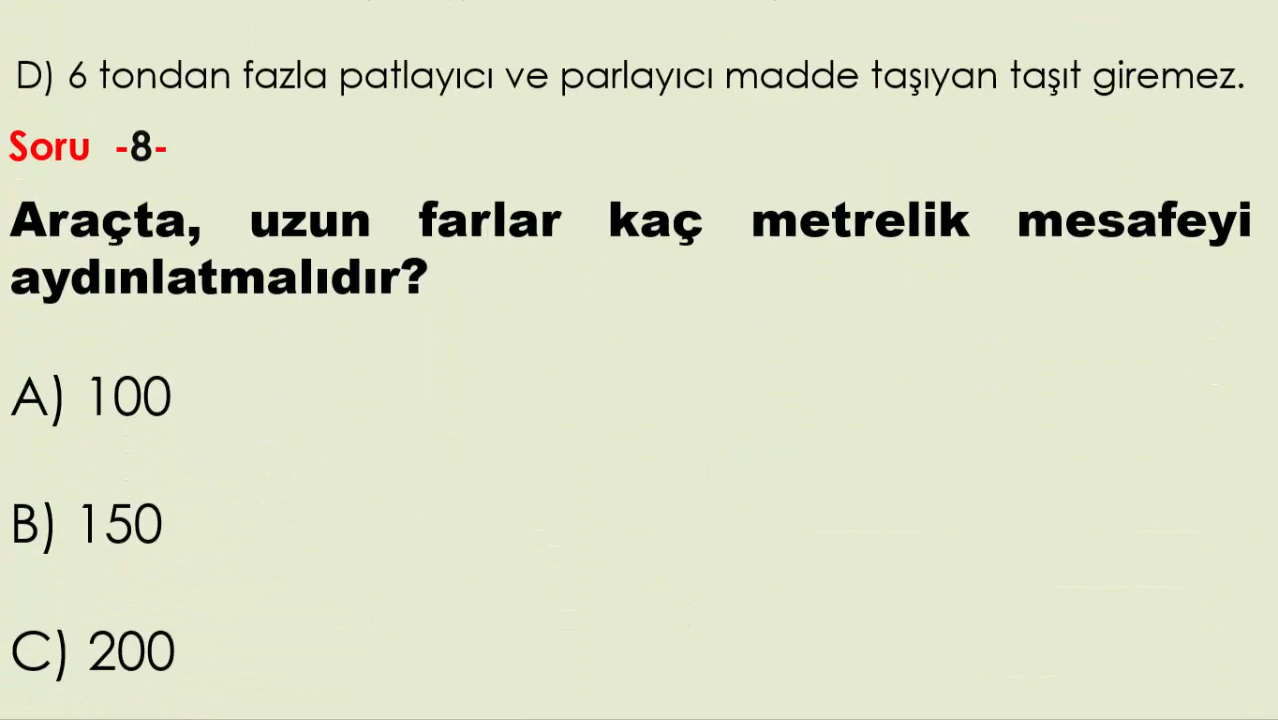 D) 6 tondan fazla patlayıcı ve parlayıcı madde taşıyan taşıt giremez.
Soru -8-
Araçta, uzun farlar kaç metrelik mesafeyi
aydınlatmalıdır?
A) 100
B) 150
C) 200